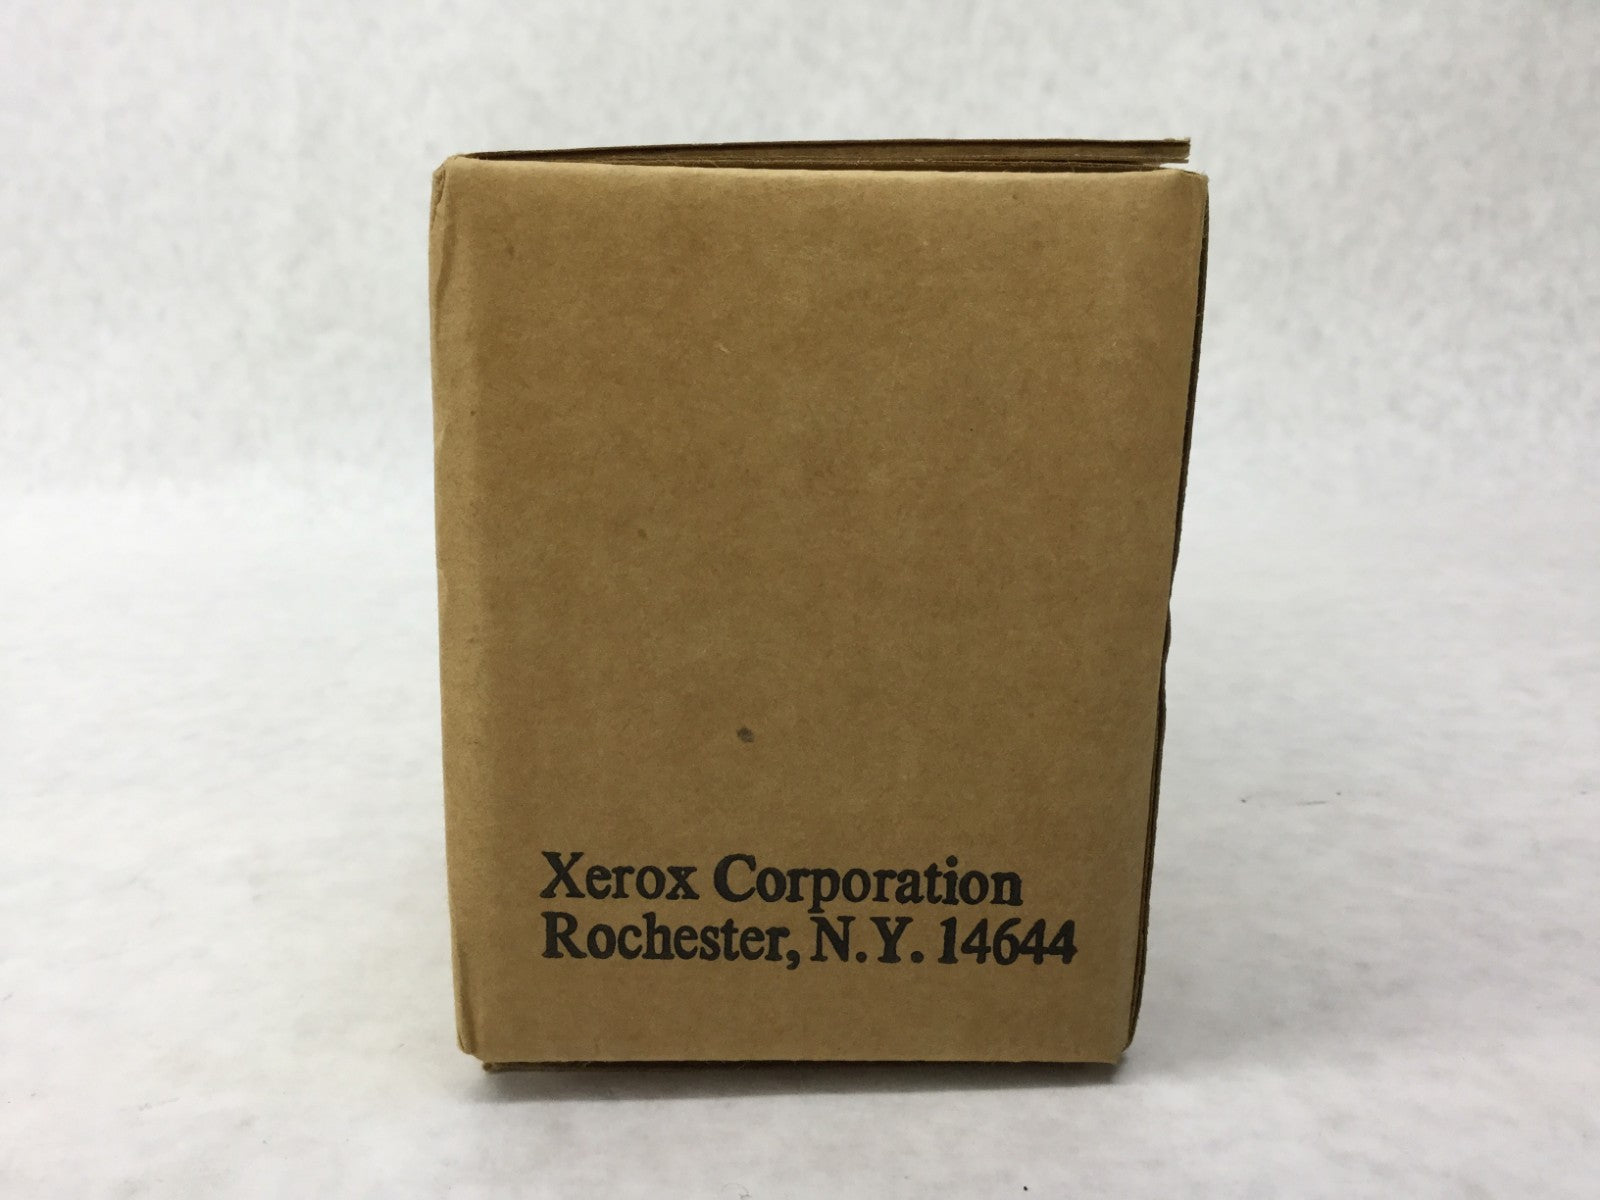 Xerox Corporation
Rochester, N.Y. 14644